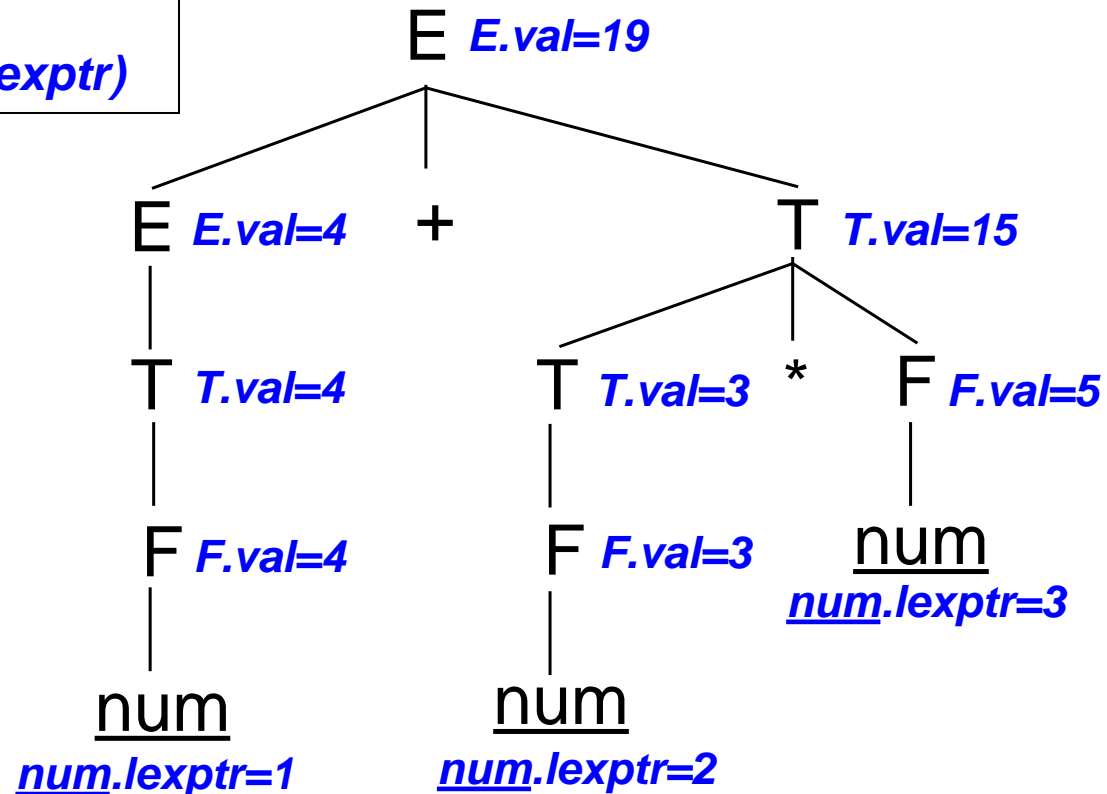 E E.val=19
exptr)
E E.val=4 + T T.val=15
T T.val=4 T T.val=3 * F F.val=5
F F.val=4 F F.val=3 num
num.lexptr=3
num num
num.lexptr=1 num.lexptr=2